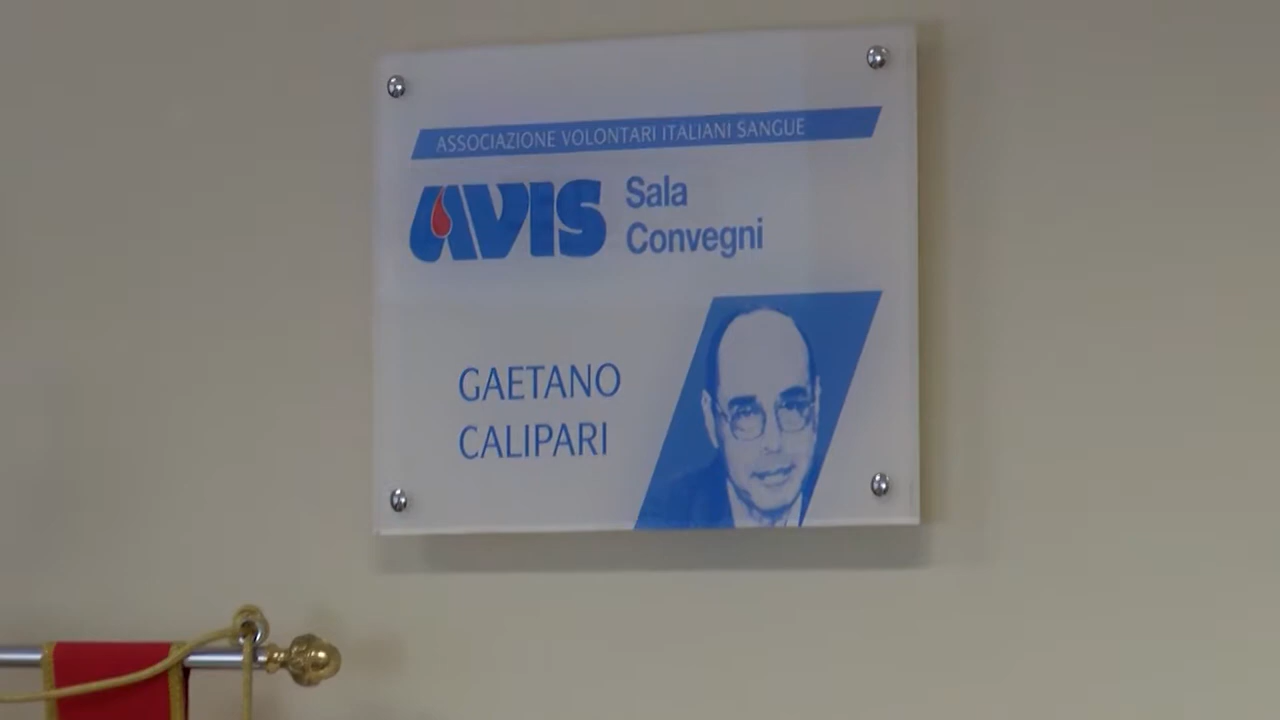 ASSOCIAZIONE VOLONTARI ITALIANI SANGUE
AVIS
Sala
Convegni
GAETANO
CALIPARI